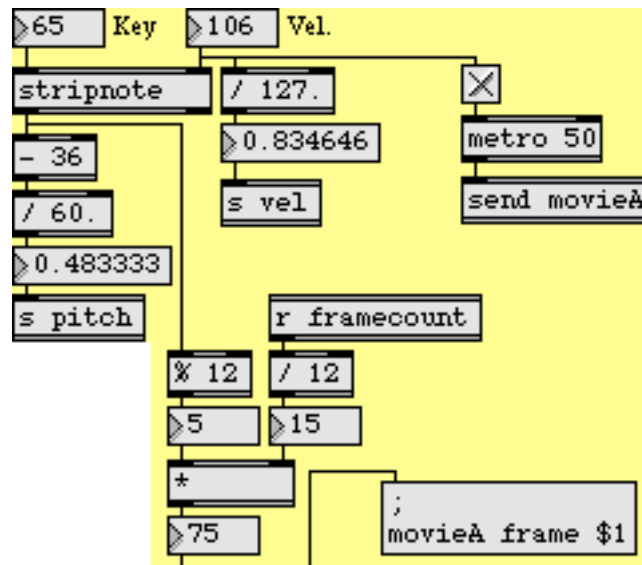 65 Key 106 Vel.
stripnote / 127.
- 36 0.834646 metro 50
/ 60. s vel send movieA
0.483333
s pitch r framecount
% 12 / 12
5 15
*
75
;
movieA frame $1